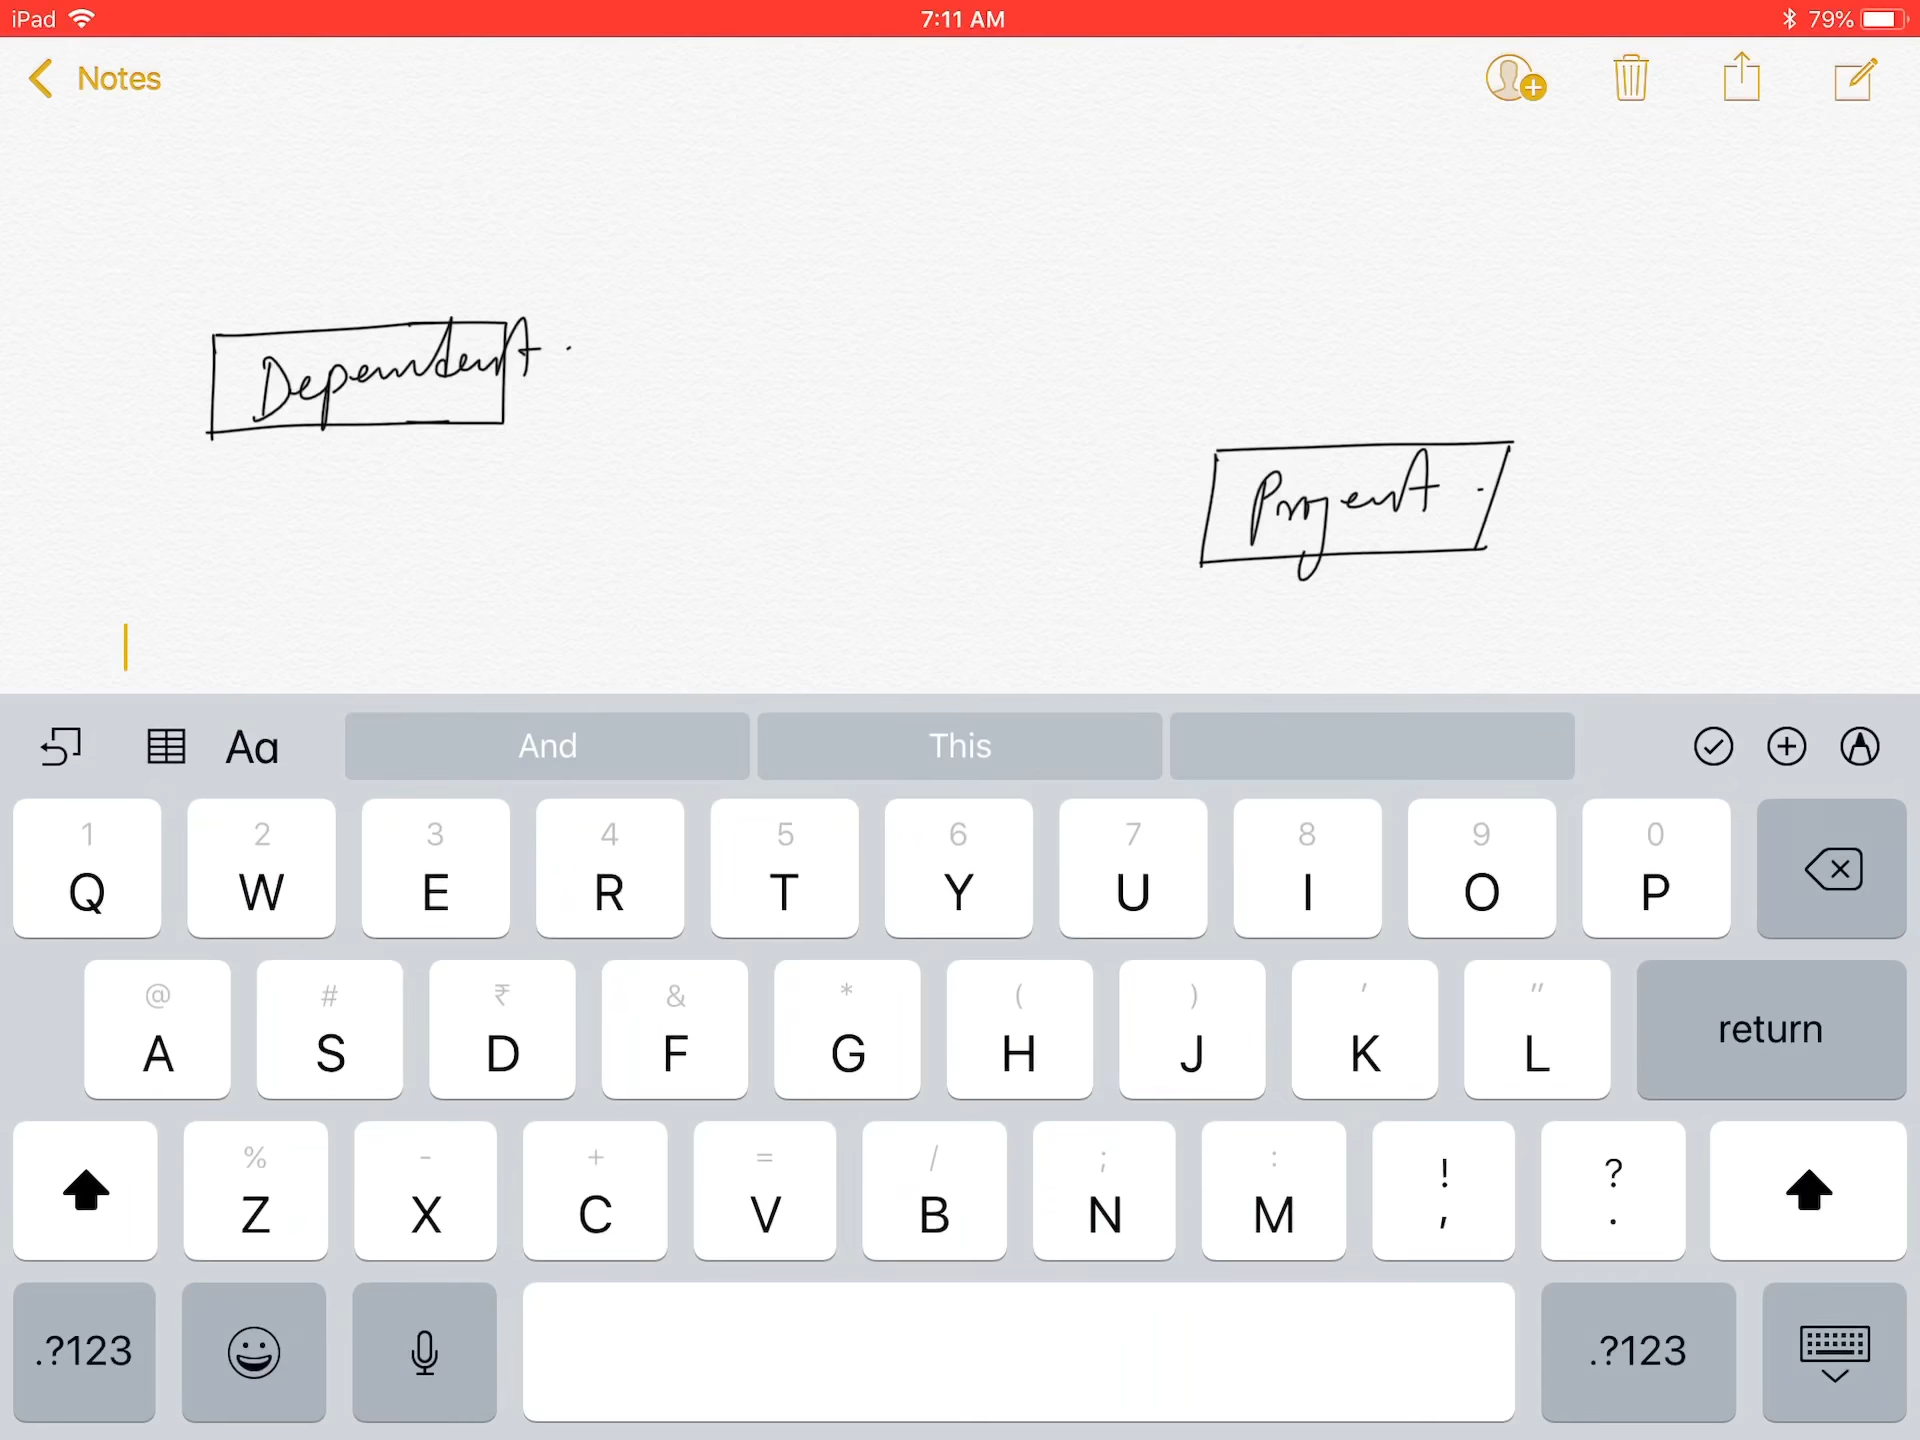 iPad 7:11 AM 79%
Notes
Dependent.
Project.
Aa And This
1 2 3 4 5 6 7 8 9 0
Q W E R T Y U I O P
@ # ₹ & * ( ) ' "
A S D F G H J K L return
% - + = / ; : ! ?
Z X C V B N M , .
.?123 .?123